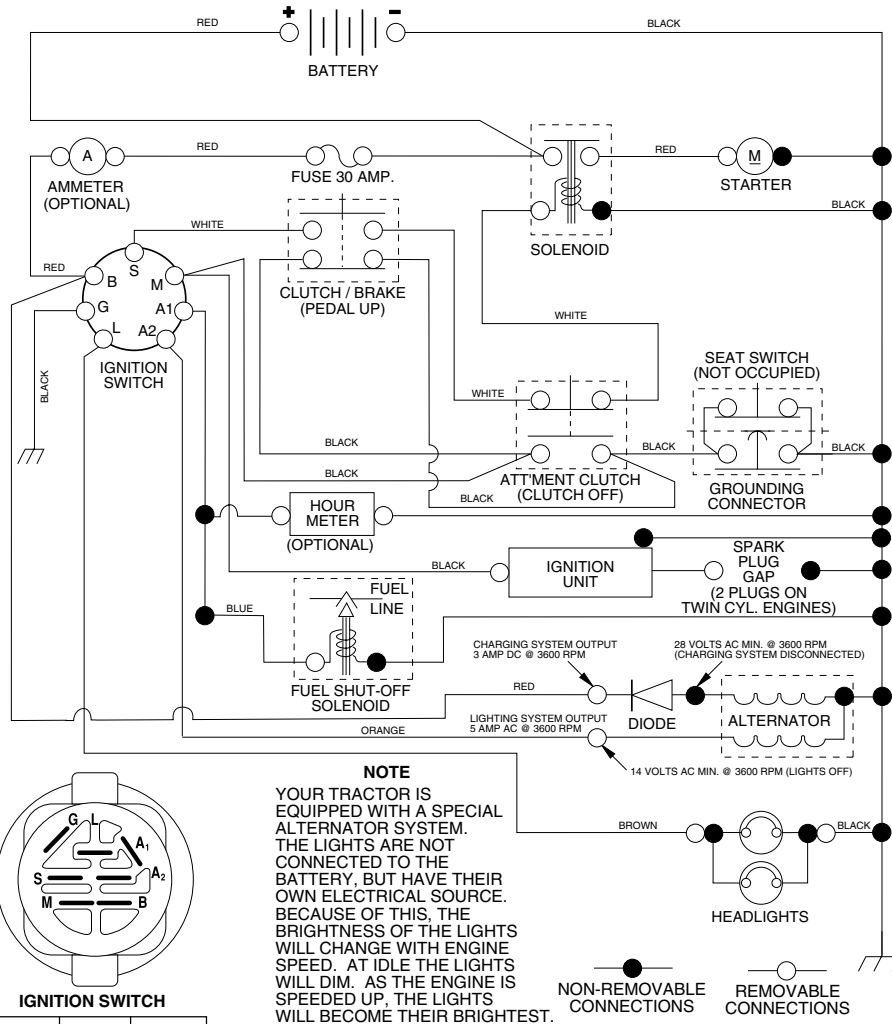 + -
RED
BLACK
BATTERY
A
RED
FUSE 30 AMP.
RED
M
AMMETER
(OPTIONAL)
STARTER
BLACK
SOLENOID
WHITE
CLUTCH / BRAKE
(PEDAL UP)
RED
S
B
M
G
A1
L
A2
IGNITION
SWITCH
BLACK
WHITE
SEAT SWITCH
(NOT OCCUPIED)
WHITE
BLACK
BLACK
BLACK
BLACK
BLACK
ATT'MENT CLUTCH
(CLUTCH OFF)
GROUNDING
CONNECTOR
HOUR
METER
(OPTIONAL)
BLACK
IGNITION
UNIT
SPARK
PLUG
GAP
(2 PLUGS ON
TWIN CYL. ENGINES)
BLUE
FUEL
LINE
FUEL SHUT-OFF
SOLENOID
CHARGING SYSTEM OUTPUT
3 AMP DC @ 3600 RPM
28 VOLTS AC MIN. @ 3600 RPM
(CHARGING SYSTEM DISCONNECTED)
RED
DIODE
ALTERNATOR
ORANGE
LIGHTING SYSTEM OUTPUT
5 AMP AC @ 3600 RPM
14 VOLTS AC MIN. @ 3600 RPM (LIGHTS OFF)
NOTE
YOUR TRACTOR IS
EQUIPPED WITH A SPECIAL
ALTERNATOR SYSTEM.
THE LIGHTS ARE NOT
CONNECTED TO THE
BATTERY, BUT HAVE THEIR
OWN ELECTRICAL SOURCE.
BECAUSE OF THIS, THE
BRIGHTNESS OF THE LIGHTS
WILL CHANGE WITH ENGINE
SPEED. AT IDLE THE LIGHTS
WILL DIM. AS THE ENGINE IS
SPEEDED UP, THE LIGHTS
WILL BECOME THEIR BRIGHTEST.
BROWN
BLACK
HEADLIGHTS
G
L
A1
S
A2
M
B
IGNITION SWITCH
NON-REMOVABLE
CONNECTIONS
REMOVABLE
CONNECTIONS